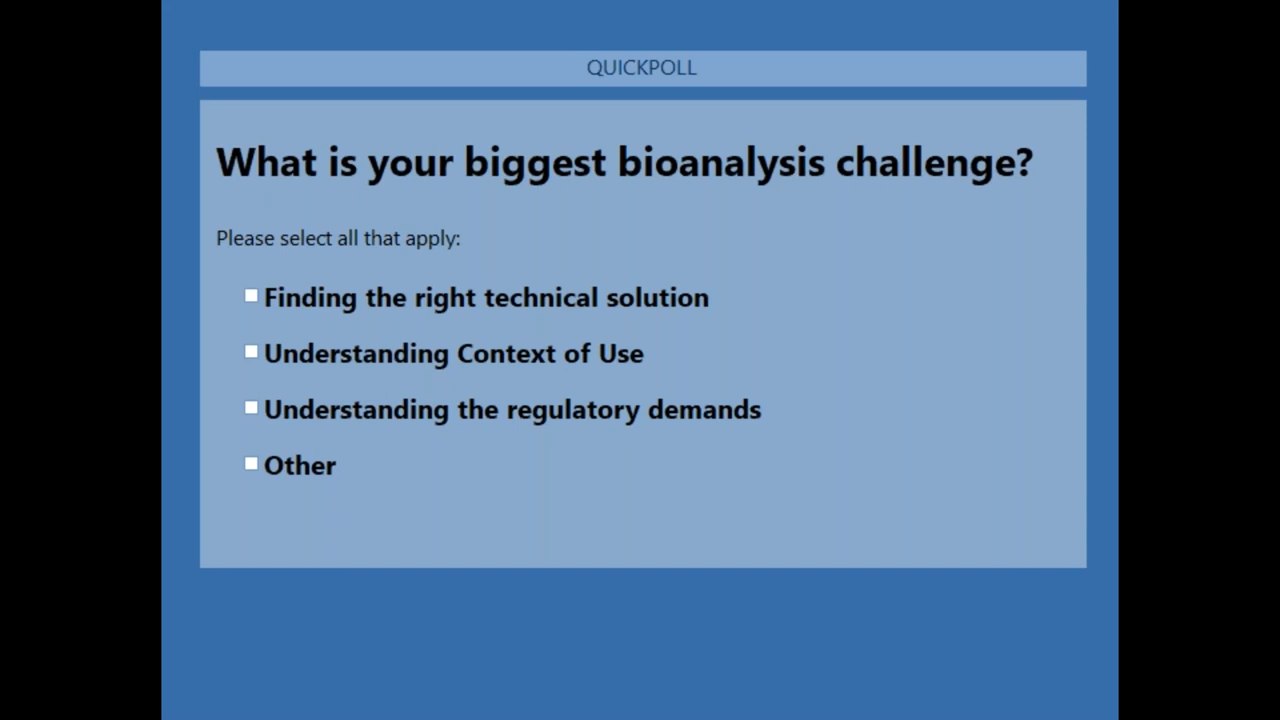 QUICKPOLL
What is your biggest bioanalysis challenge?
Please select all that apply:
Finding the right technical solution
Understanding Context of Use
Understanding the regulatory demands
Other